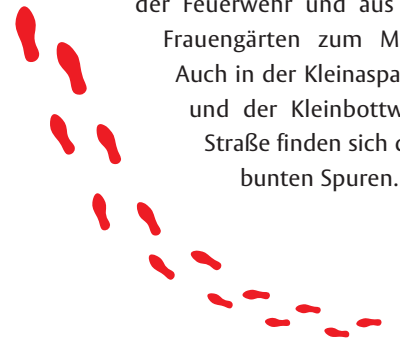 der Feuerwehr und aus
Frauengärten zum M
Auch in der Kleinaspa
und der Kleinbottw
Straße finden sich d
bunten Spuren.